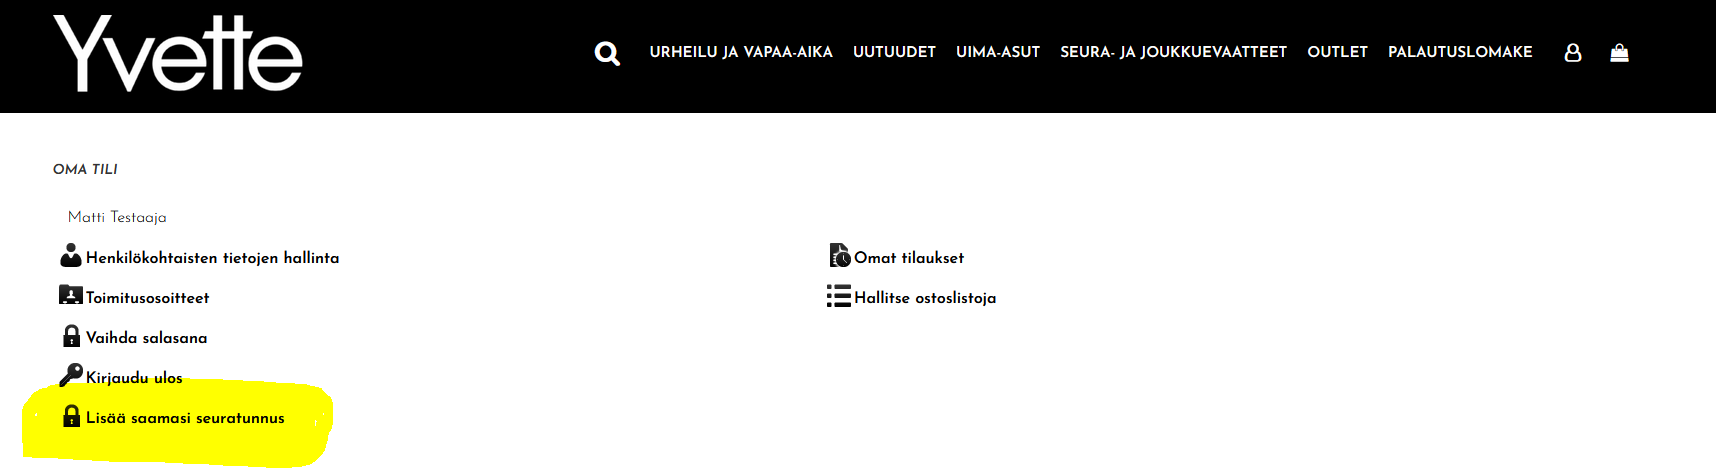 Yvette
URHEILU JA VAPAA-AIKA UUTUUDET UIMA-ASUT SEURA- JA JOUKKUEVAATTEET OUTLET PALAUTUSLOMAKE
OMA TILI
Matti Testaaja
Henkilökohtaisten tietojen hallinta
Toimitusosoitteet
Vaihda salasana
Kirjaudu ulos
Lisää saamasi seuratunnus
Omat tilaukset
Hallitse ostoslistoja